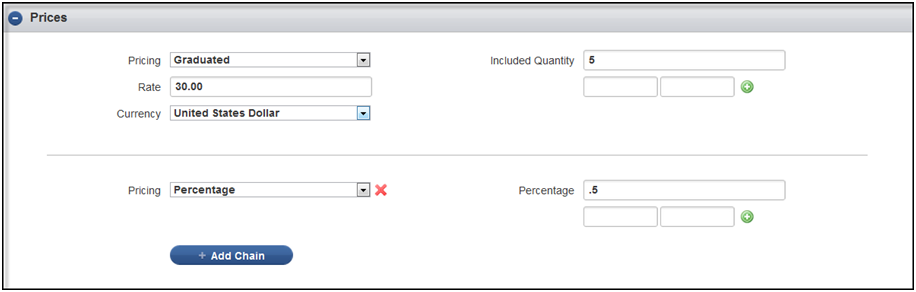 Prices
Pricing Graduated Included Quantity 5
Rate 30.00
Currency United States Dollar
Pricing Percentage Percentage .5
+ Add Chain